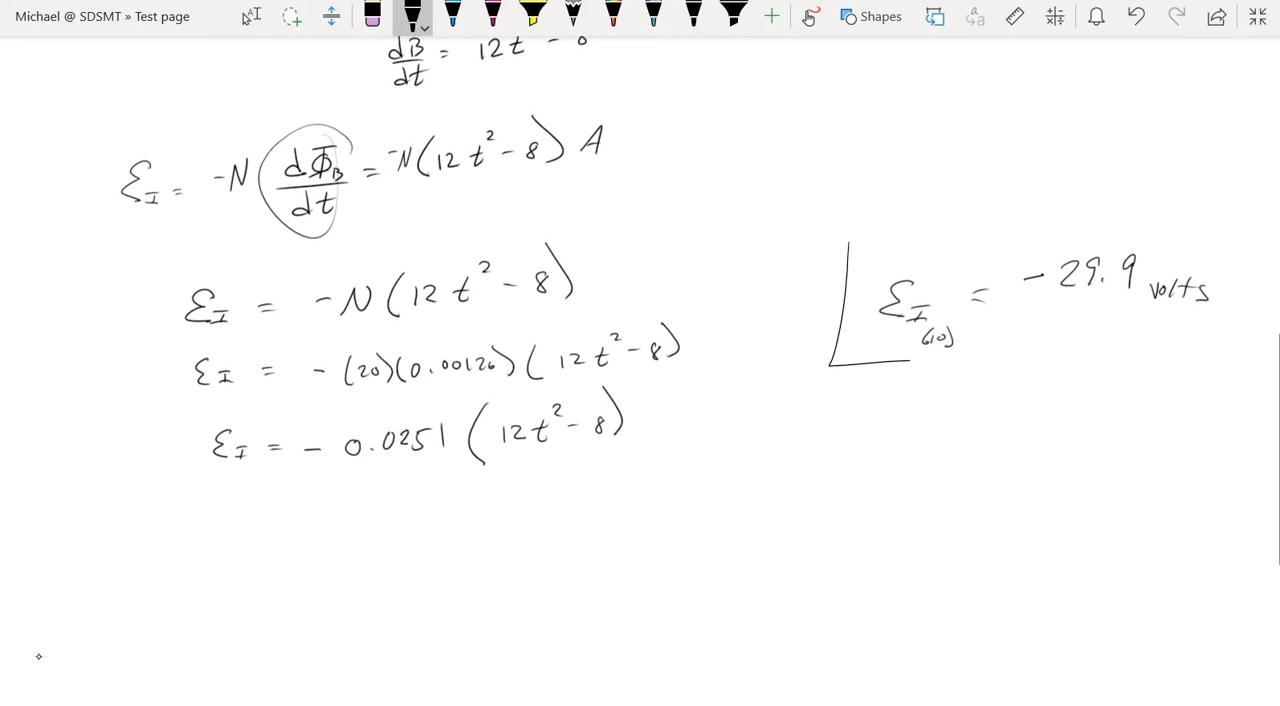 Michael @ SDSMT » Test page
Shapes
dB/dt = 12t - 8
ℰ_I = -N dΦ_B/dt = -N(12t² - 8) A
ℰ_I = -N(12t² - 8)
ℰ_I = -(20)(0.00126)(12t² - 8)
ℰ_I = -0.0251(12t² - 8)
ℰ_I(10) = -29.9 volts